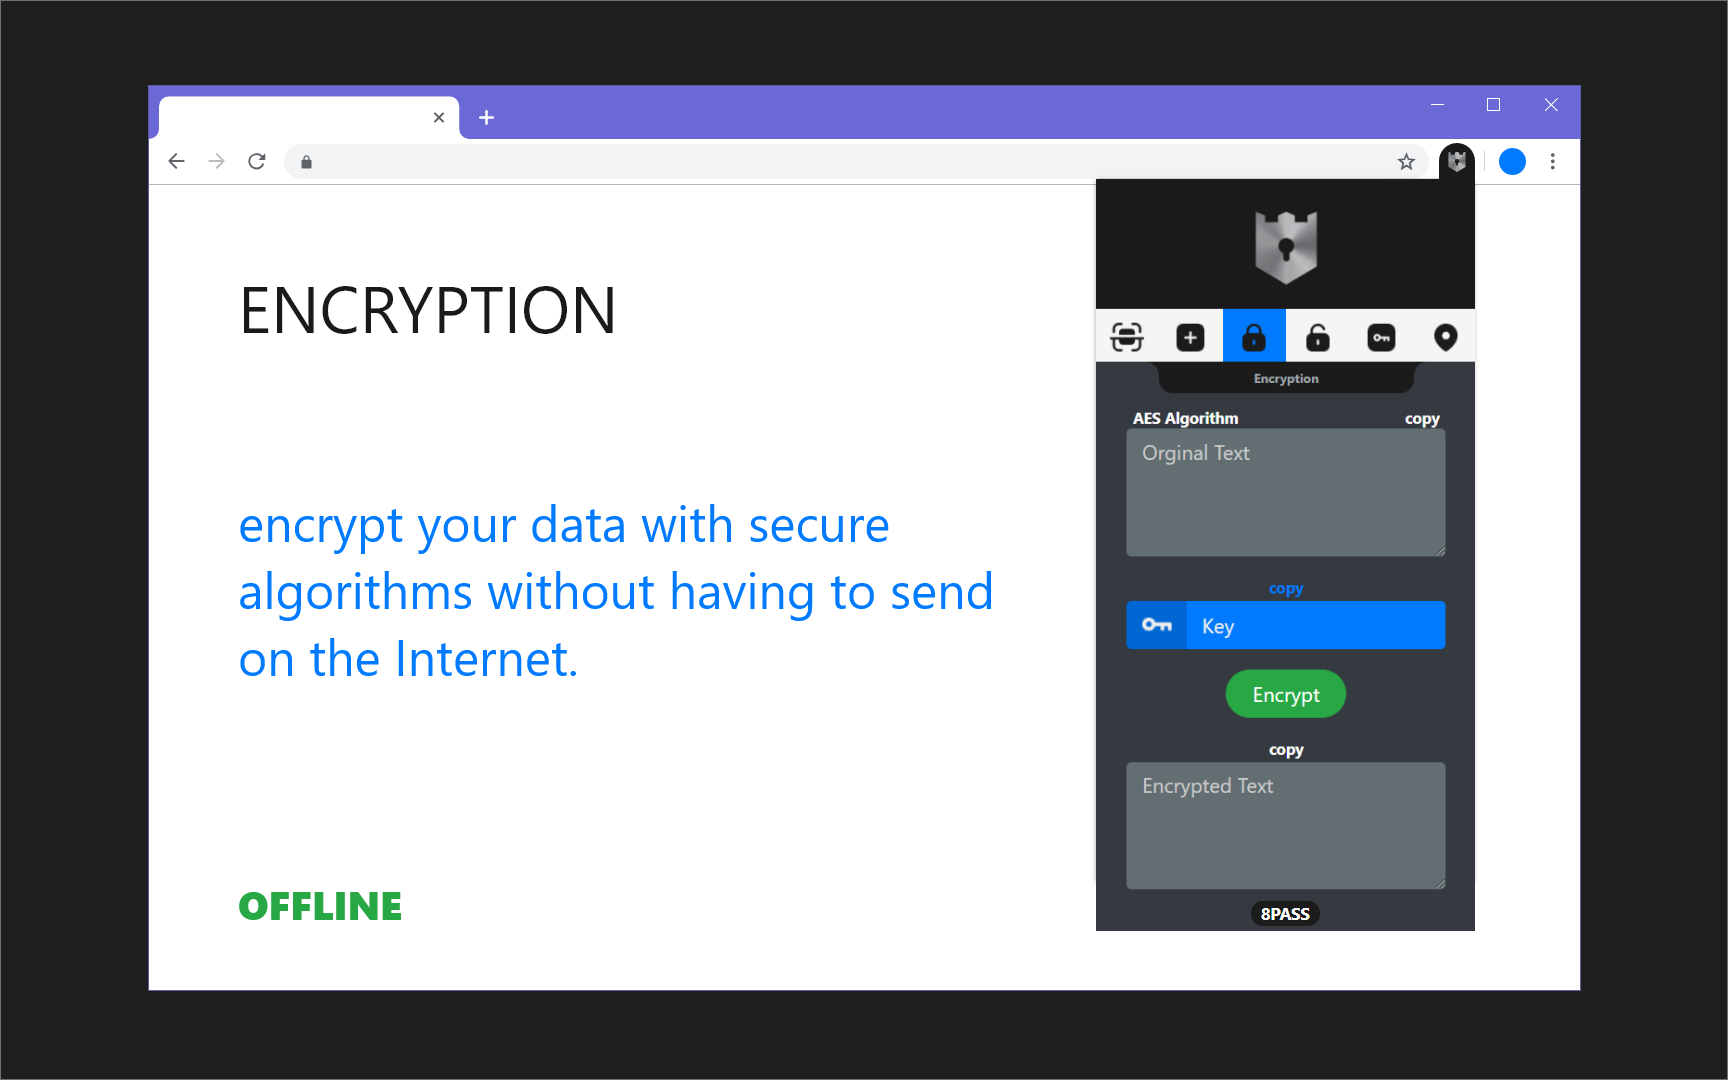 ENCRYPTION
encrypt your data with secure
algorithms without having to send
on the Internet.
OFFLINE
Encryption
AES Algorithm copy
Orginal Text
copy
Key
Encrypt
copy
Encrypted Text
8PASS